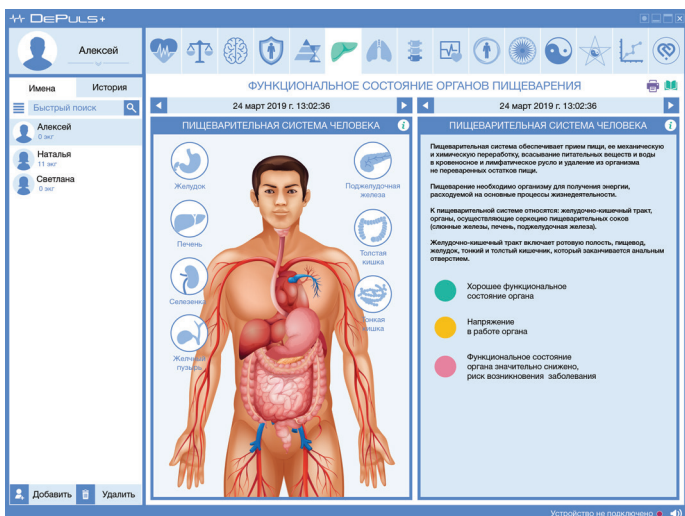 DePuls+
Алексей
Имена
История
Быстрый поиск
Алексей
0 экг
Наталья
11 экг
Светлана
0 экг
Добавить
Удалить
ФУНКЦИОНАЛЬНОЕ СОСТОЯНИЕ ОРГАНОВ ПИЩЕВАРЕНИЯ
24 март 2019 г. 13:02:36
ПИЩЕВАРИТЕЛЬНАЯ СИСТЕМА ЧЕЛОВЕКА
Желудок
Печень
Селезенка
Желчный
пузырь
Поджелудочная
железа
Толстая
кишка
Тонкая
кишка
24 март 2019 г. 13:02:36
ПИЩЕВАРИТЕЛЬНАЯ СИСТЕМА ЧЕЛОВЕКА
Пищеварительная система обеспечивает прием пищи, ее механическую
и химическую переработку, всасывание питательных веществ и воды
в кровеносное и лимфатическое русло и удаление из организма
не переваренных остатков пищи.
Пищеварение необходимо организму для получения энергии,
расходуемой на основные процессы жизнедеятельности.
К пищеварительной системе относятся: желудочно-кишечный тракт,
органы, осуществляющие серкецию пищеварительных соков
(слюнные железы, печень, поджелудочная железа).
Желудочно-кишечный тракт включает ротовую полость, пищевод,
желудок, тонкий и толстый кишечник, который заканчивается анальным
отверстием.
Хорошее функциональное
состояние органа
Напряжение
в работе органа
Функциональное состояние
органа значительно снижено,
риск возникновения заболевания
Устройство не подключено